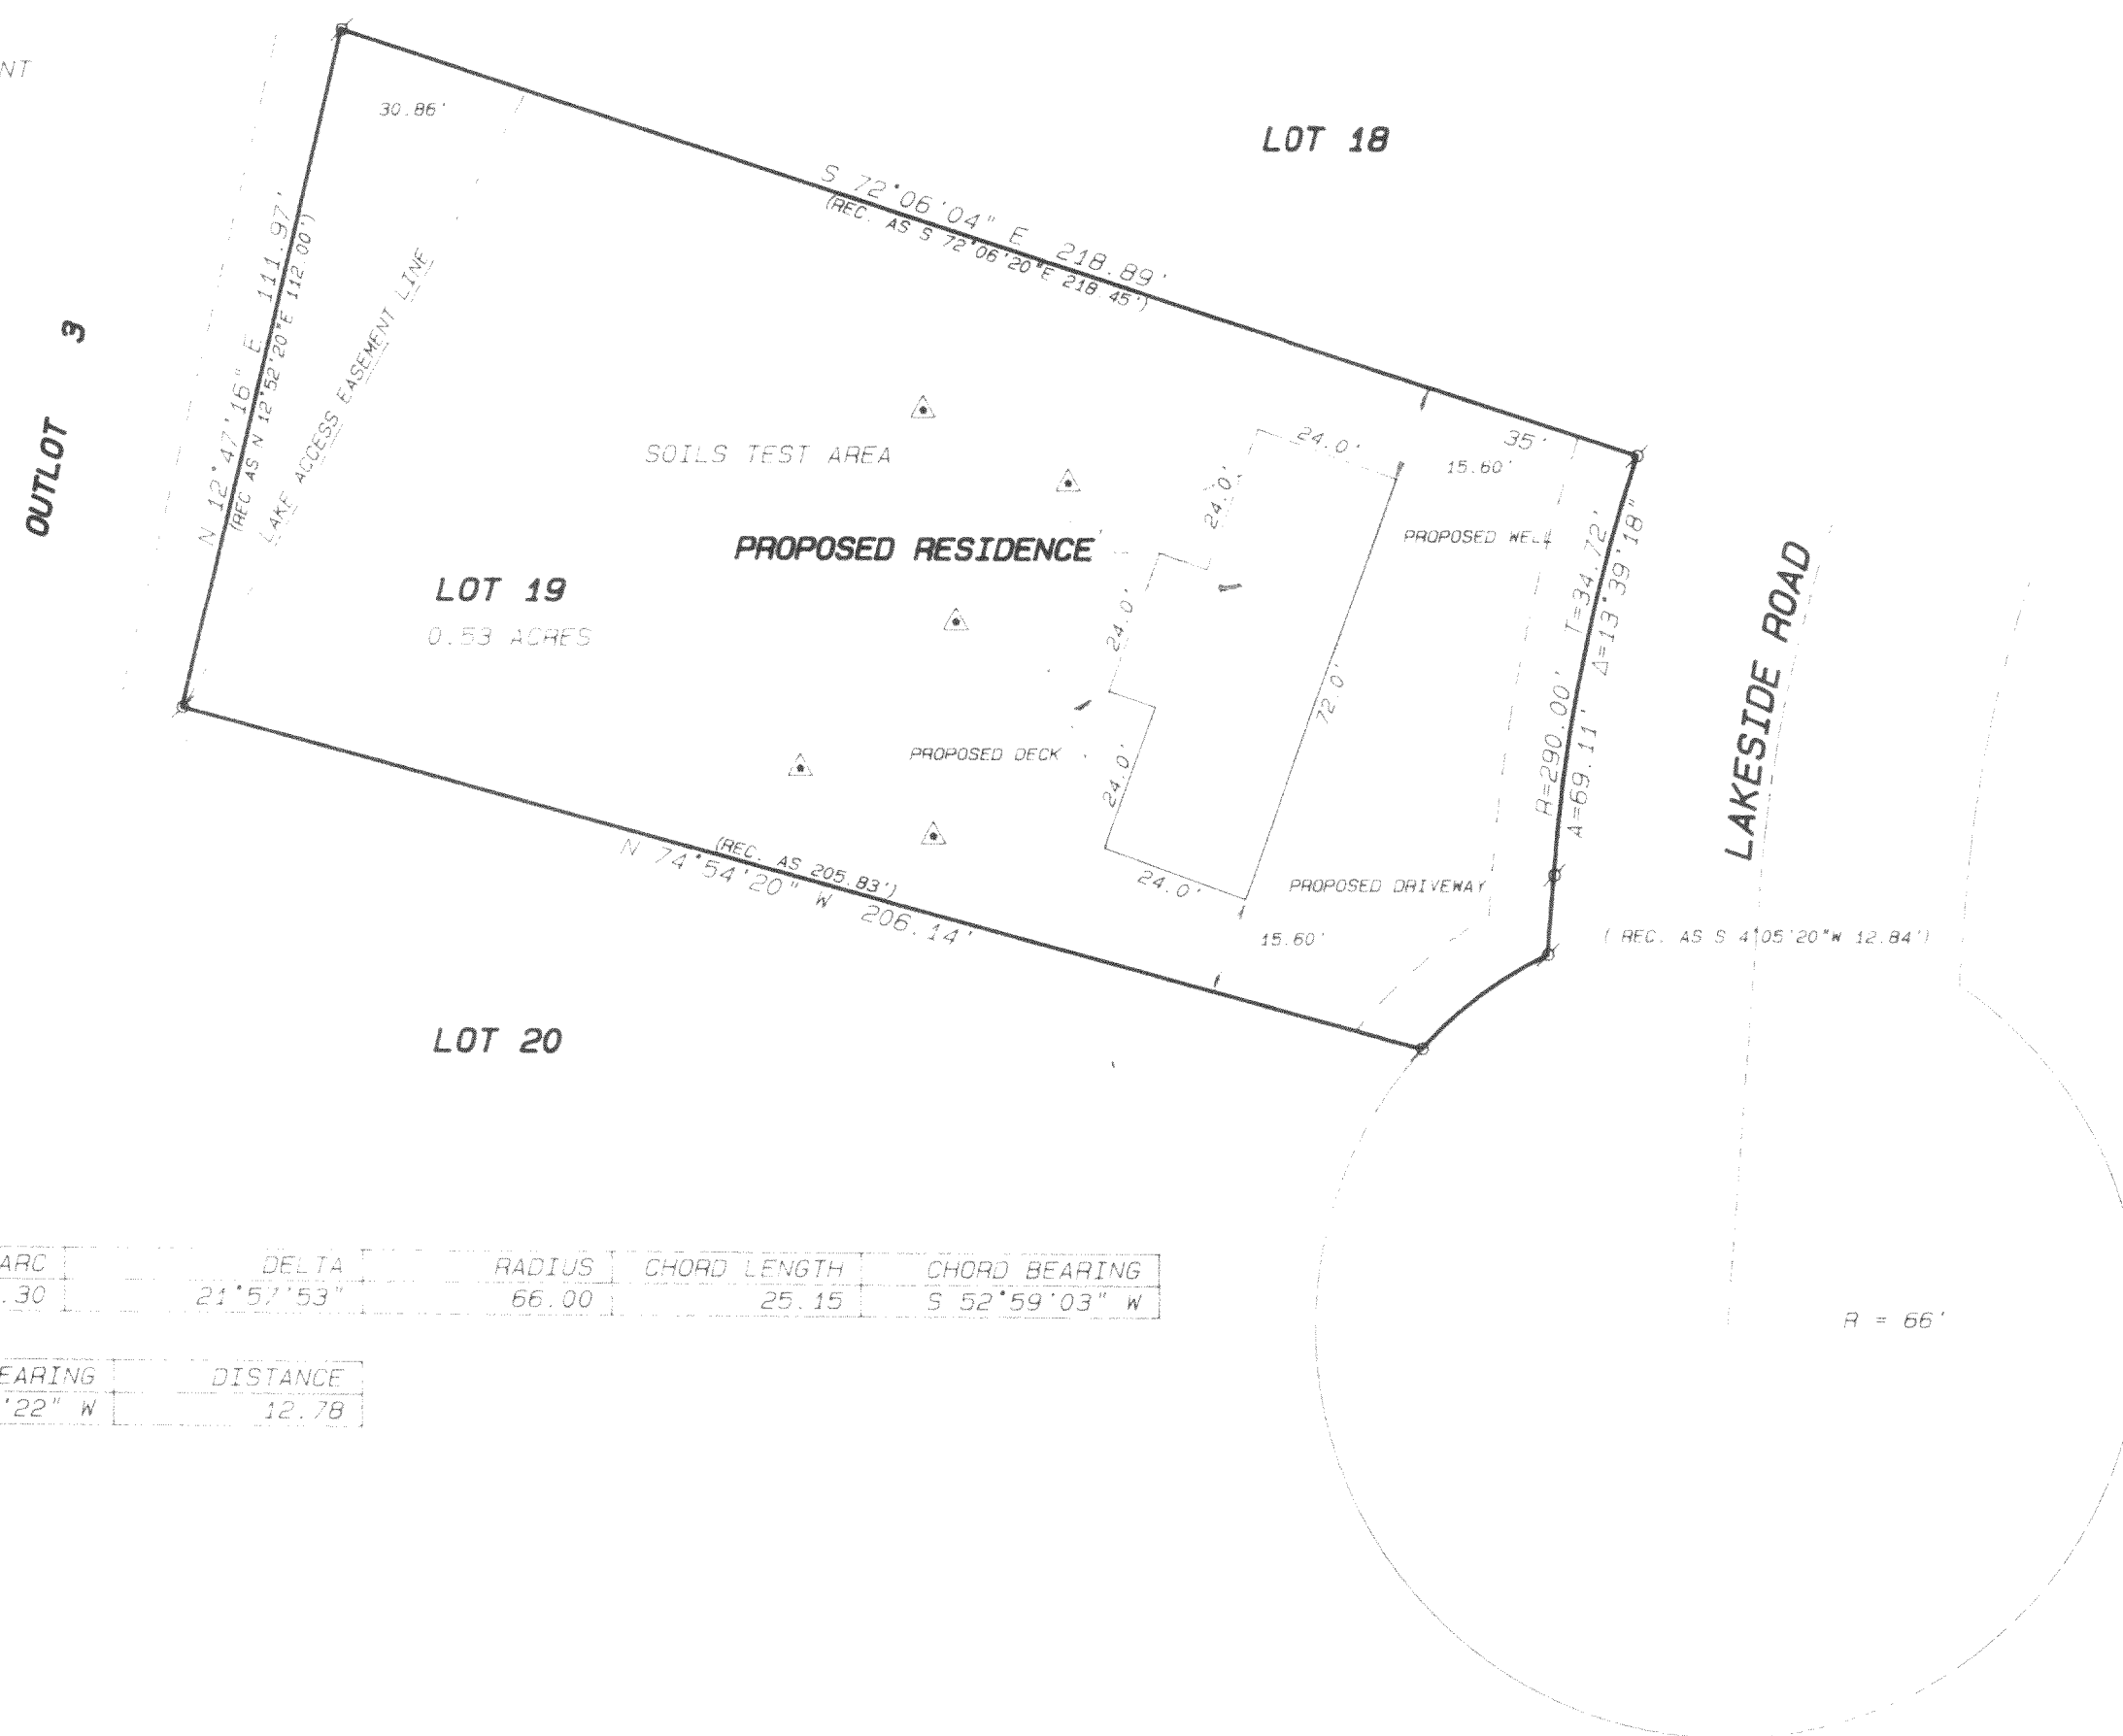 NT
30.86'
LOT 18
S 72°06'04" E 218.89'
(REC. AS S 72°06'20"E 218.45')
N 12°47'16" E 111.97'
(REC AS N 12°52'20"E 112.00')
LAKE ACCESS EASEMENT LINE
OUTLOT 3
SOILS TEST AREA
24.0'
35'
15.60'
24.0'
PROPOSED WELL
PROPOSED RESIDENCE
LOT 19
0.53 ACRES
24.0'
72.0'
PROPOSED DECK
24.0'
24.0'
PROPOSED DRIVEWAY
15.60'
R=290.00' T=34.72'
A=69.11' Δ=13°39'18"
LAKESIDE ROAD
(REC. AS 205.83')
N 74°54'20" W 206.14'
( REC. AS S 4°05'20"W 12.84')
LOT 20
ARC DELTA RADIUS CHORD LENGTH CHORD BEARING
.30 21°57'53" 66.00 25.15 S 52°59'03" W
R = 66'
EARING DISTANCE
'22" W 12.78